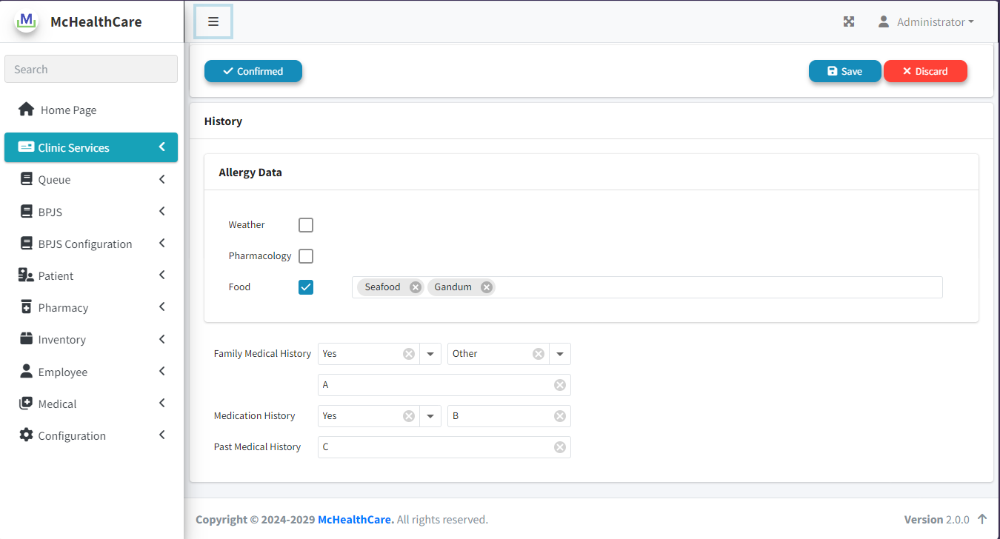 M McHealthCare
Administrator
Search
Home Page
Clinic Services
Queue
BPJS
BPJS Configuration
Patient
Pharmacy
Inventory
Employee
Medical
Configuration
Confirmed
Save
Discard
History
Allergy Data
Weather
Pharmacology
Food
Seafood Gandum
Family Medical History Yes Other
A
Medication History Yes B
Past Medical History C
Copyright © 2024-2029 McHealthCare. All rights reserved.
Version 2.0.0